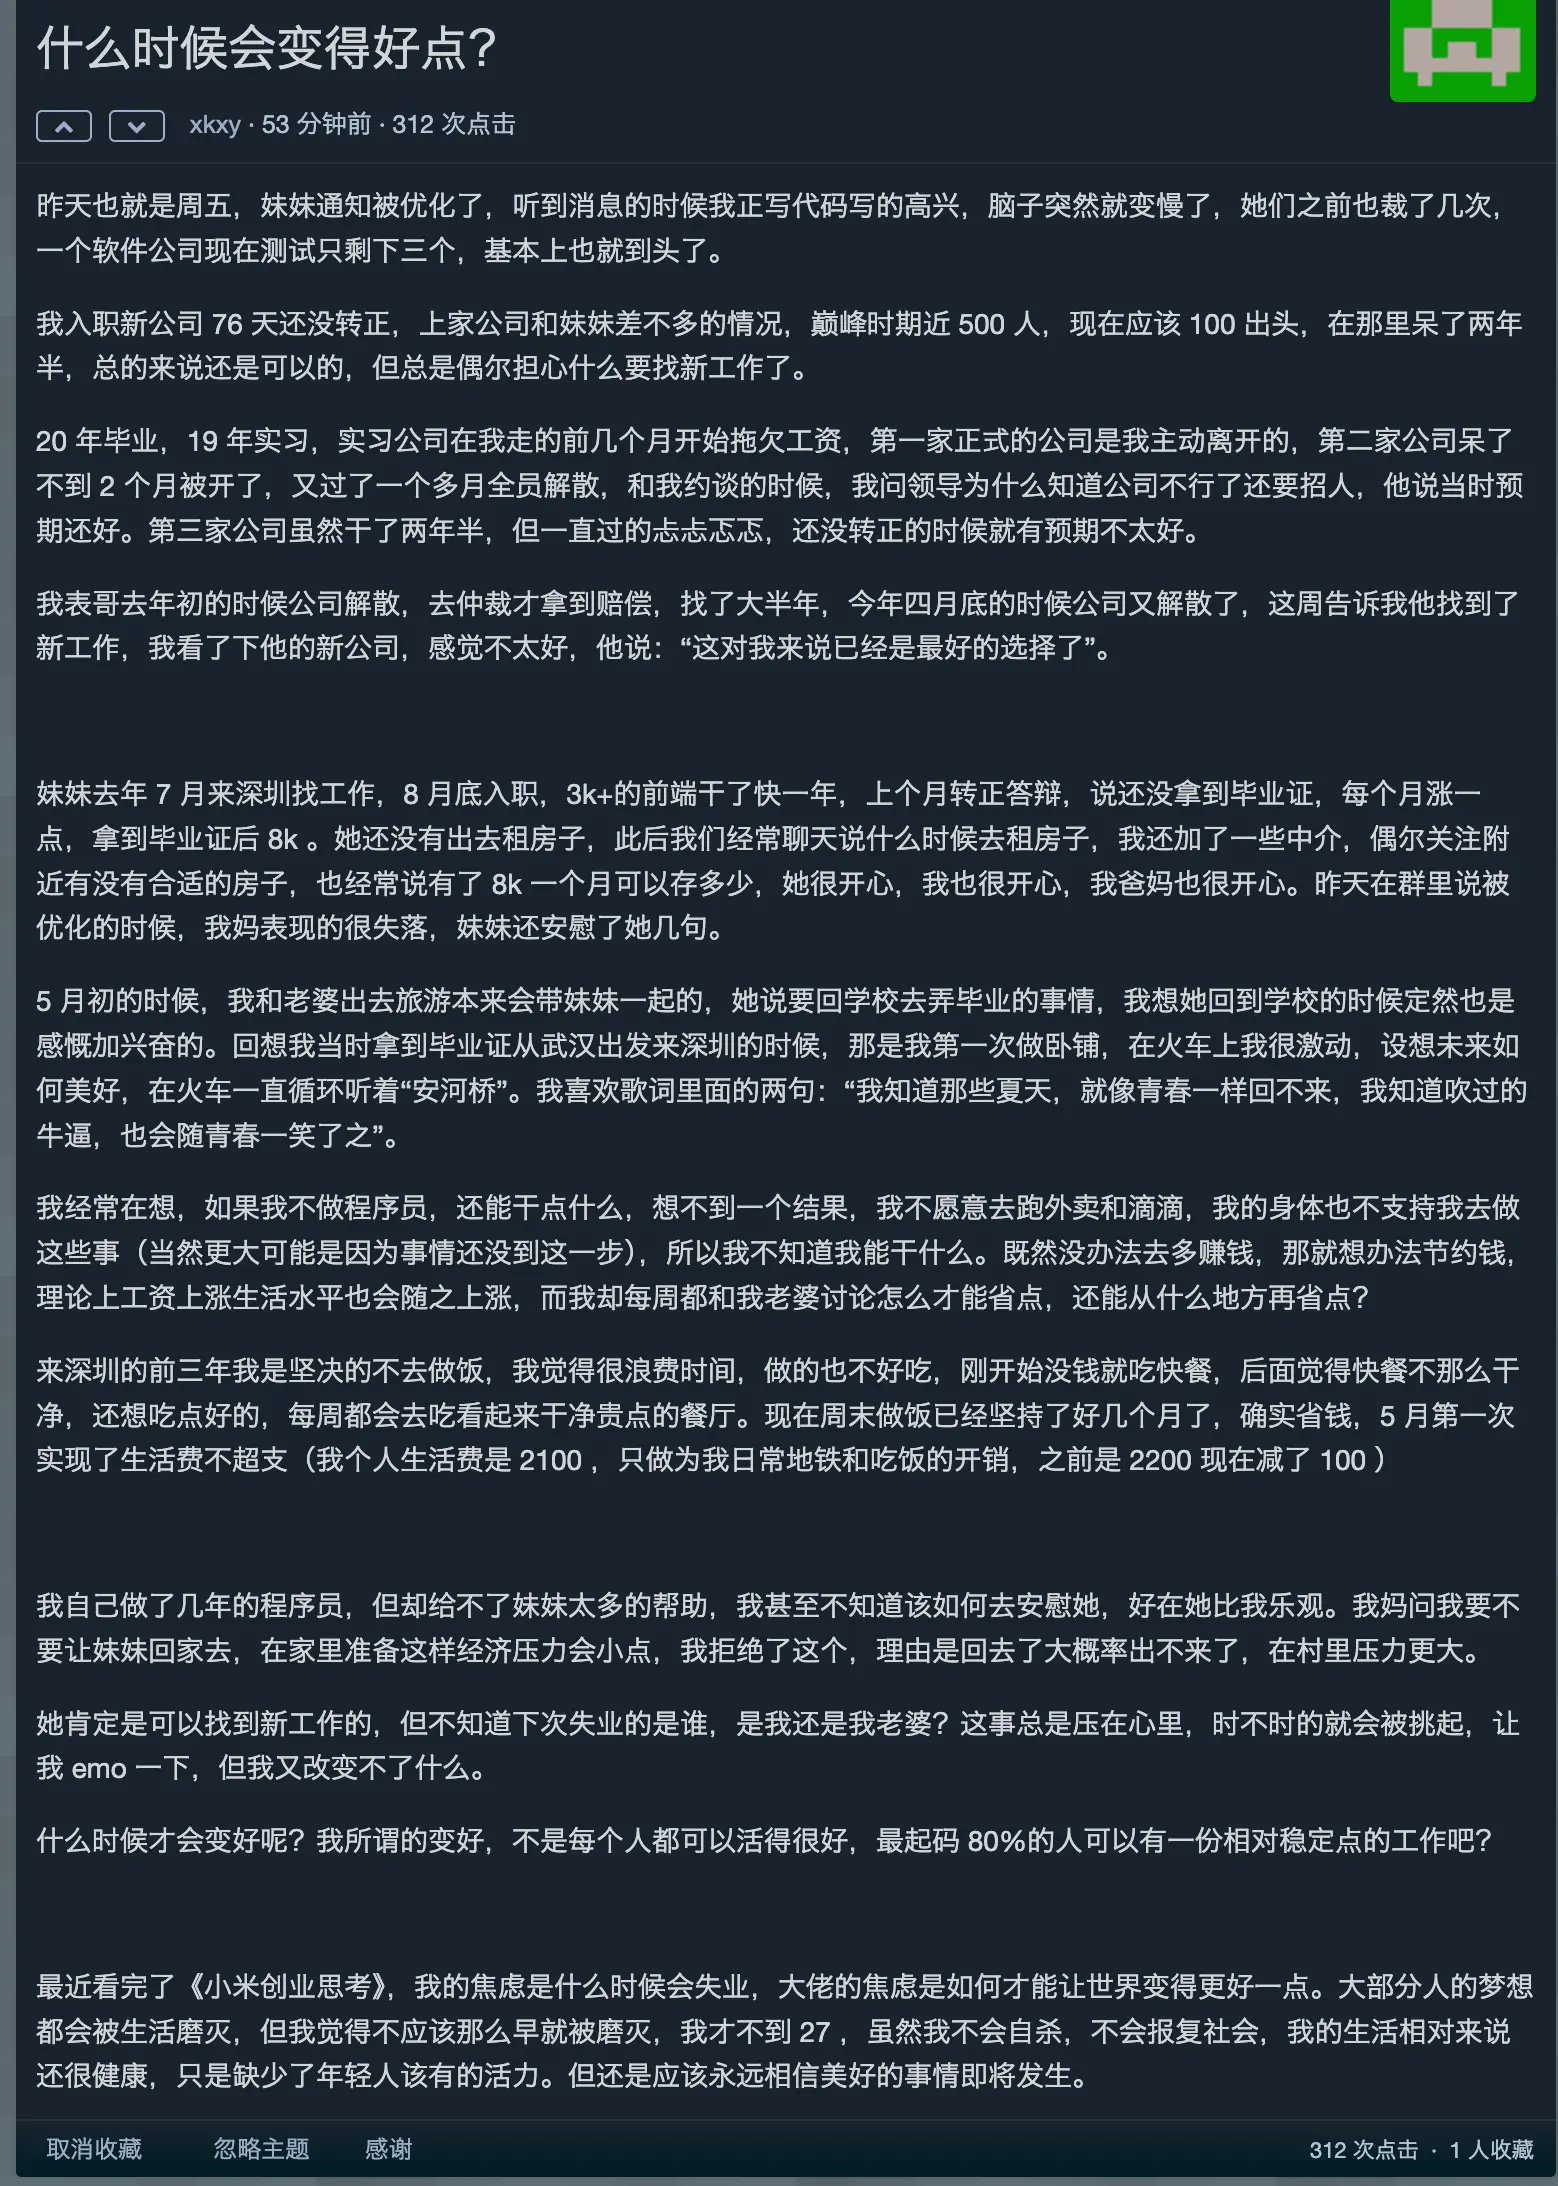 什么时候会变得好点?
xkxy · 53 分钟前 · 312 次点击
昨天也就是周五，妹妹通知被优化了，听到消息的时候我正写代码写的高兴，脑子突然就变慢了，她们之前也裁了几次，
一个软件公司现在测试只剩下三个，基本上也就到头了。
我入职新公司 76 天还没转正，上家公司和妹妹差不多的情况，巅峰时期近 500 人，现在应该 100 出头，在那里呆了两年
半，总的来说还是可以的，但总是偶尔担心什么要找新工作了。
20 年毕业，19 年实习，实习公司在我走的前几个月开始拖欠工资，第一家正式的公司是我主动离开的，第二家公司呆了
不到 2 个月被开了，又过了一个多月全员解散，和我约谈的时候，我问领导为什么知道公司不行了还要招人，他说当时预
期还好。第三家公司虽然干了两年半，但一直过的忐忐忑忑，还没转正的时候就有预期不太好。
我表哥去年初的时候公司解散，去仲裁才拿到赔偿，找了大半年，今年四月底的时候公司又解散了，这周告诉我他找到了
新工作，我看了下他的新公司，感觉不太好，他说：“这对我来说已经是最好的选择了”。
妹妹去年 7 月来深圳找工作，8 月底入职，3k+的前端干了快一年，上个月转正答辩，说还没拿到毕业证，每个月涨一
点，拿到毕业证后 8k 。她还没有出去租房子，此后我们经常聊天说什么时候去租房子，我还加了一些中介，偶尔关注附
近有没有合适的房子，也经常说有了 8k 一个月可以存多少，她很开心，我也很开心，我爸妈也很开心。昨天在群里说被
优化的时候，我妈表现的很失落，妹妹还安慰了她几句。
5 月初的时候，我和老婆出去旅游本来会带妹妹一起的，她说要回学校去弄毕业的事情，我想她回到学校的时候定然也是
感慨加兴奋的。回想我当时拿到毕业证从武汉出发来深圳的时候，那是我第一次做卧铺，在火车上我很激动，设想未来如
何美好，在火车一直循环听着“安河桥”。我喜欢歌词里面的两句：“我知道那些夏天，就像青春一样回不来，我知道吹过的
牛逼，也会随青春一笑了之”。
我经常在想，如果我不做程序员，还能干点什么，想不到一个结果，我不愿意去跑外卖和滴滴，我的身体也不支持我去做
这些事（当然更大可能是因为事情还没到这一步），所以我不知道我能干什么。既然没办法去多赚钱，那就想办法节约钱，
理论上工资上涨生活水平也会随之上涨，而我却每周都和我老婆讨论怎么才能省点，还能从什么地方再省点？
来深圳的前三年我是坚决的不去做饭，我觉得很浪费时间，做的也不好吃，刚开始没钱就吃快餐，后面觉得快餐不那么干
净，还想吃点好的，每周都会去吃看起来干净贵点的餐厅。现在周末做饭已经坚持了好几个月了，确实省钱，5 月第一次
实现了生活费不超支（我个人生活费是 2100 ，只做为我日常地铁和吃饭的开销，之前是 2200 现在减了 100 ）
我自己做了几年的程序员，但却给不了妹妹太多的帮助，我甚至不知道该如何去安慰她，好在她比我乐观。我妈问我要不
要让妹妹回家去，在家里准备这样经济压力会小点，我拒绝了这个，理由是回去了大概率出不来了，在村里压力更大。
她肯定是可以找到新工作的，但不知道下次失业的是谁，是我还是我老婆？这事总是压在心里，时不时的就会被挑起，让
我 emo 一下，但我又改变不了什么。
什么时候才会变好呢？我所谓的变好，不是每个人都可以活得很好，最起码 80%的人可以有一份相对稳定点的工作吧？
最近看完了《小米创业思考》，我的焦虑是什么时候会失业，大佬的焦虑是如何才能让世界变得更好一点。大部分人的梦想
都会被生活磨灭，但我觉得不应该那么早就被磨灭，我才不到 27 ，虽然我不会自杀，不会报复社会，我的生活相对来说
还很健康，只是缺少了年轻人该有的活力。但还是应该永远相信美好的事情即将发生。
取消收藏 忽略主题 感谢 312 次点击 · 1 人收藏